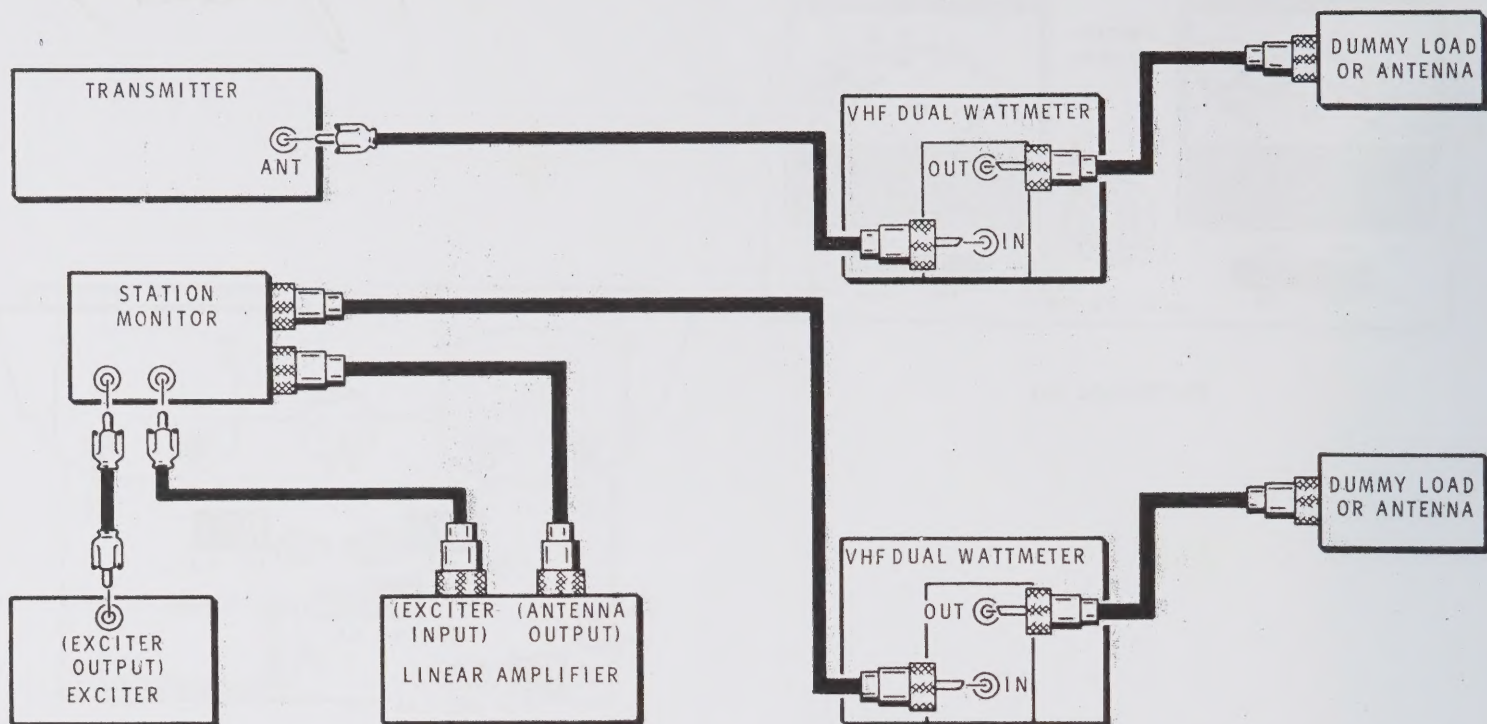 TRANSMITTER
ANT
VHF DUAL WATTMETER
OUT
IN
DUMMY LOAD
OR ANTENNA
STATION
MONITOR
(EXCITER
OUTPUT)
EXCITER
(EXCITER
INPUT)
(ANTENNA
OUTPUT)
LINEAR AMPLIFIER
VHF DUAL WATTMETER
OUT
IN
DUMMY LOAD
OR ANTENNA